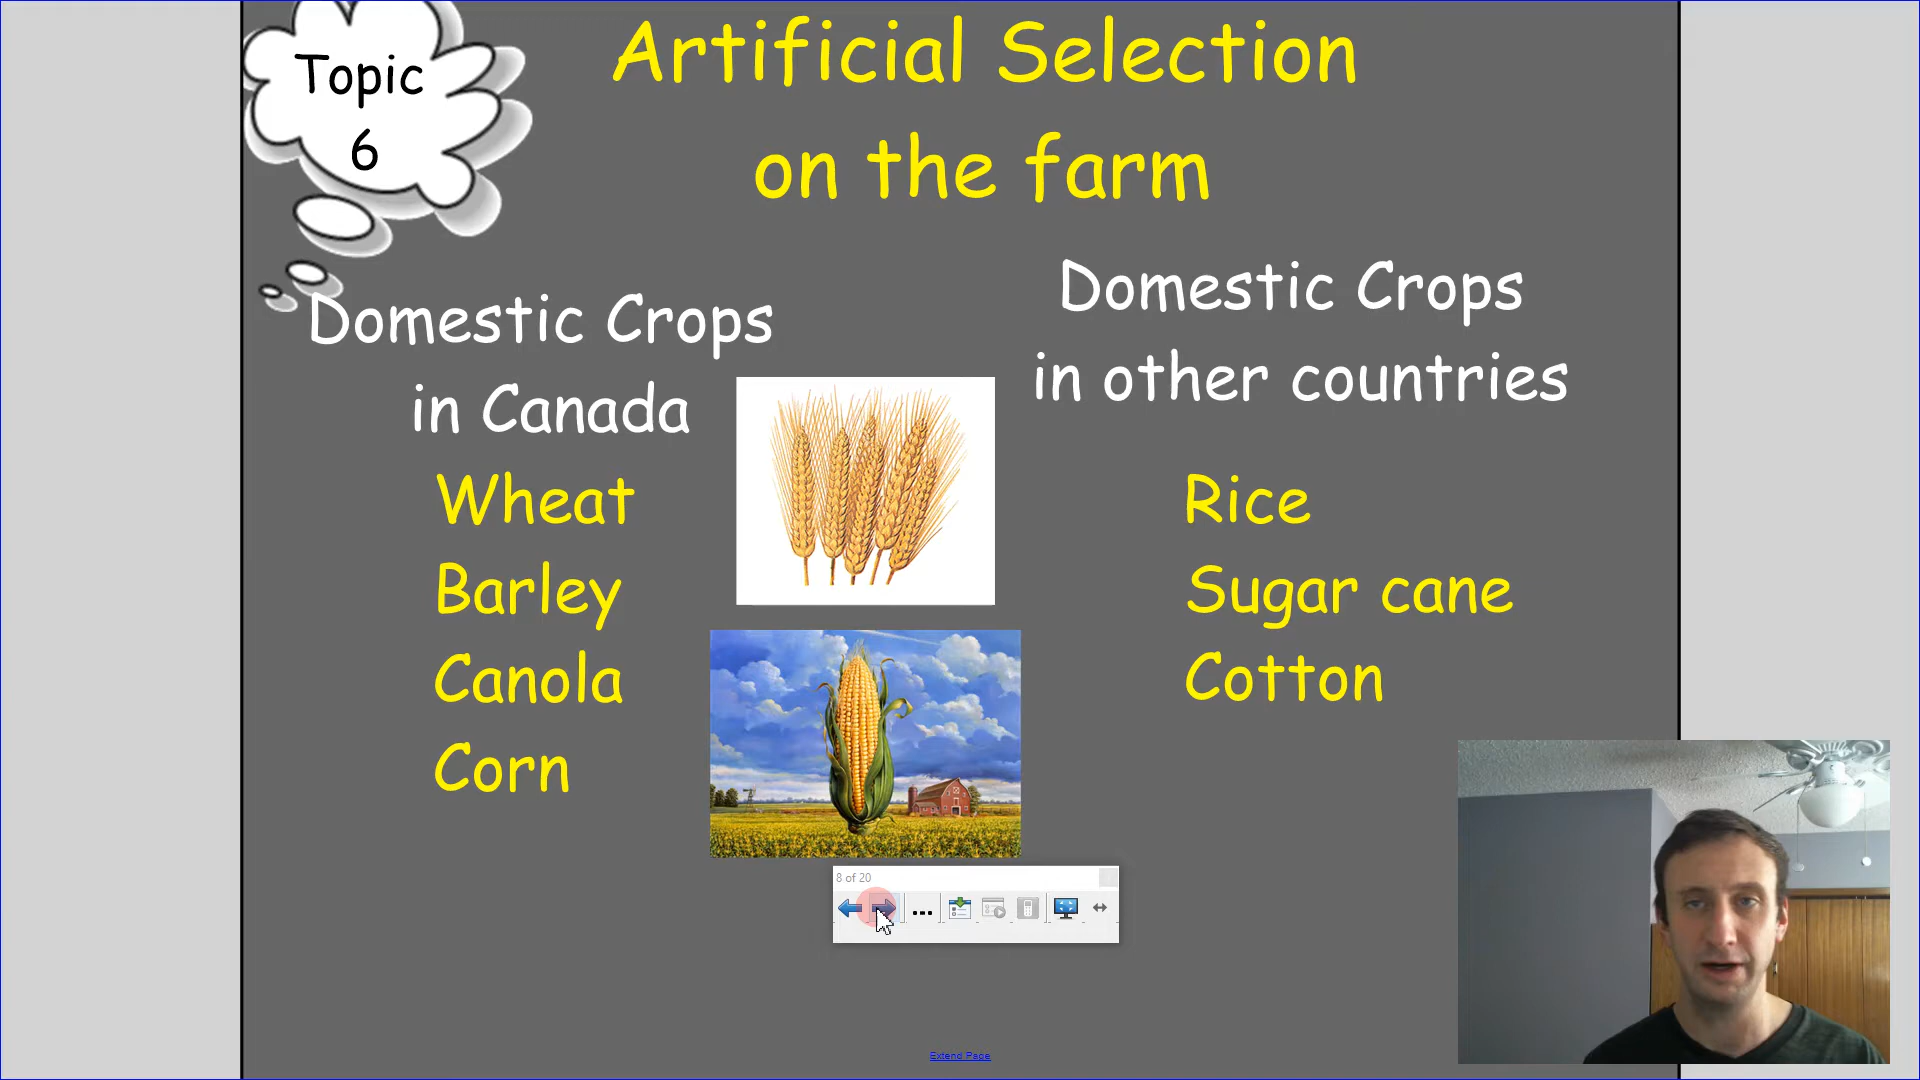 Topic
6
Artificial Selection
on the farm
Domestic Crops
in Canada
Wheat
Barley
Canola
Corn
Domestic Crops
in other countries
Rice
Sugar cane
Cotton
8 of 20
Extend Page